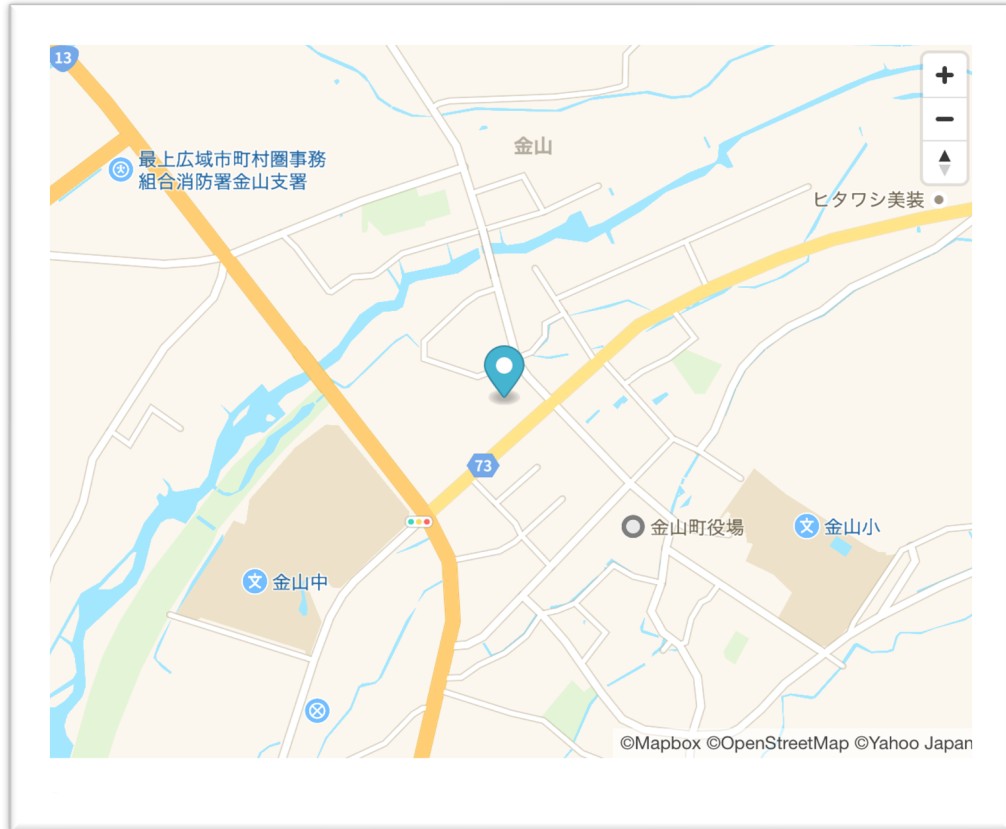 13
金山
最上広域市町村圏事務
組合消防署金山支署
ヒタワシ美装
73
金山町役場
金山小
金山中
©Mapbox ©OpenStreetMap ©Yahoo Japan